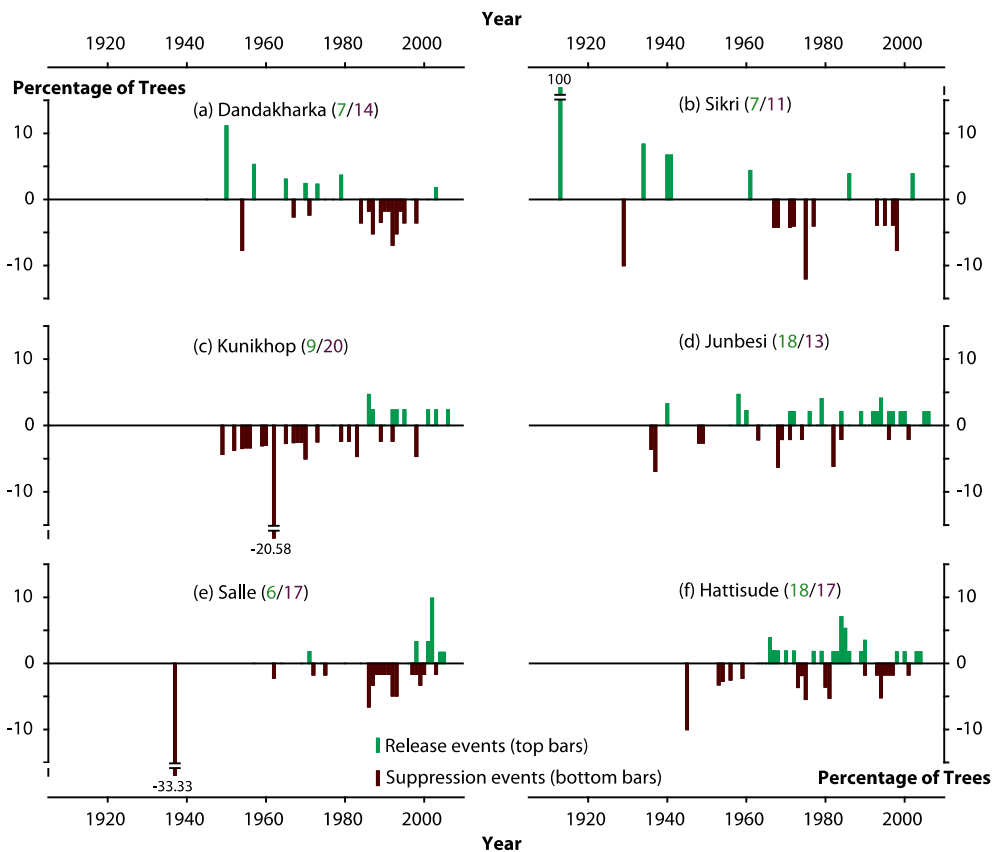 Year
1920 1940 1960 1980 2000 1920 1940 1960 1980 2000
Percentage of Trees
100
(a) Dandakharka (7/14)
(b) Sikri (7/11)
10 10
0 0
-10 -10
(c) Kunikhop (9/20)
(d) Junbesi (18/13)
10 10
0 0
-10 -10
-20.58
(e) Salle (6/17)
(f) Hattisude (18/17)
10 10
0 0
-10 -10
Release events (top bars)
Suppression events (bottom bars)
Percentage of Trees
-33.33
1920 1940 1960 1980 2000 1920 1940 1960 1980 2000
Year